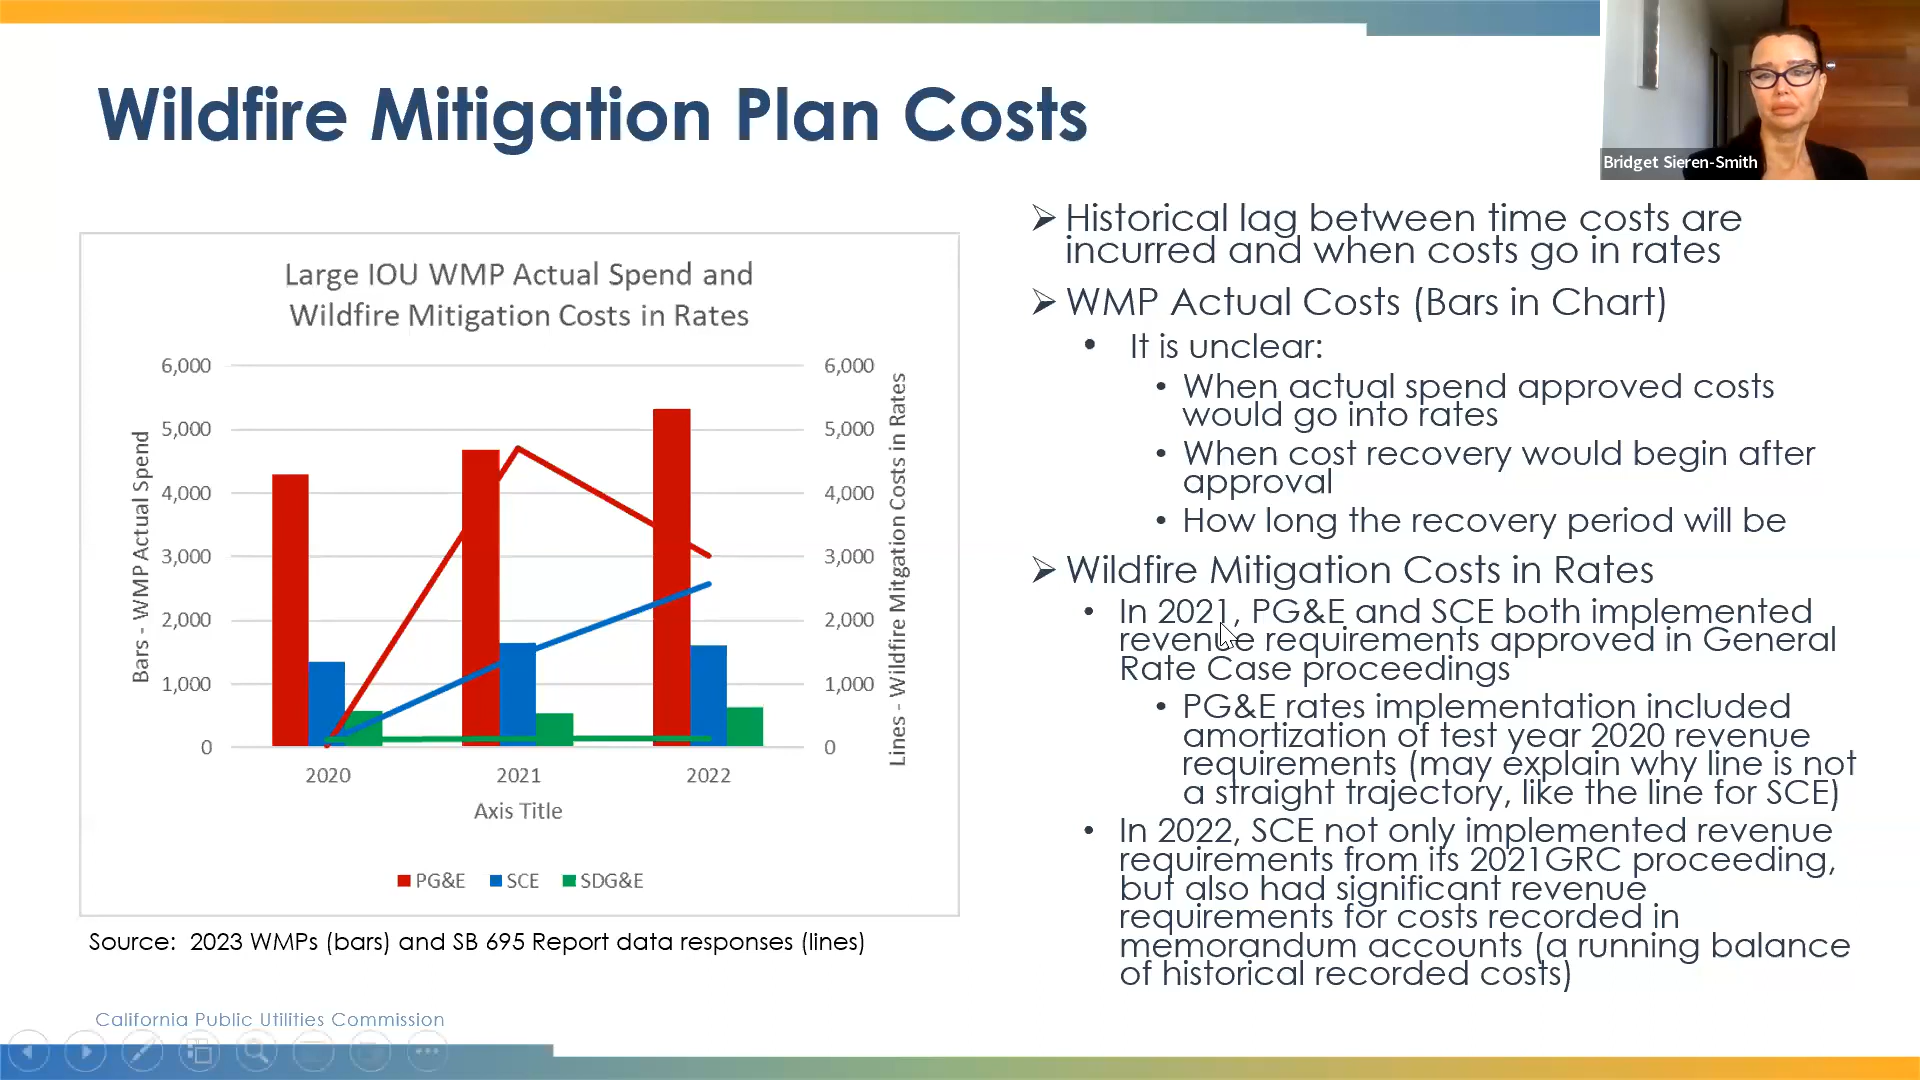 Wildfire Mitigation Plan Costs
Bridget Sieren-Smith
Large IOU WMP Actual Spend and
Wildfire Mitigation Costs in Rates
Bars - WMP Actual Spend
6,000
5,000
4,000
3,000
2,000
1,000
0
6,000
5,000
4,000
3,000
2,000
1,000
0
Lines - Wildfire Mitgation Costs in Rates
2020 2021 2022
Axis Title
PG&E SCE SDG&E
Source: 2023 WMPs (bars) and SB 695 Report data responses (lines)
Historical lag between time costs are
incurred and when costs go in rates
WMP Actual Costs (Bars in Chart)
• It is unclear:
• When actual spend approved costs
would go into rates
• When cost recovery would begin after
approval
• How long the recovery period will be
Wildfire Mitigation Costs in Rates
• In 2021, PG&E and SCE both implemented
revenue requirements approved in General
Rate Case proceedings
• PG&E rates implementation included
amortization of test year 2020 revenue
requirements (may explain why line is not
a straight trajectory, like the line for SCE)
• In 2022, SCE not only implemented revenue
requirements from its 2021GRC proceeding,
but also had significant revenue
requirements for costs recorded in
memorandum accounts (a running balance
of historical recorded costs)
California Public Utilities Commission